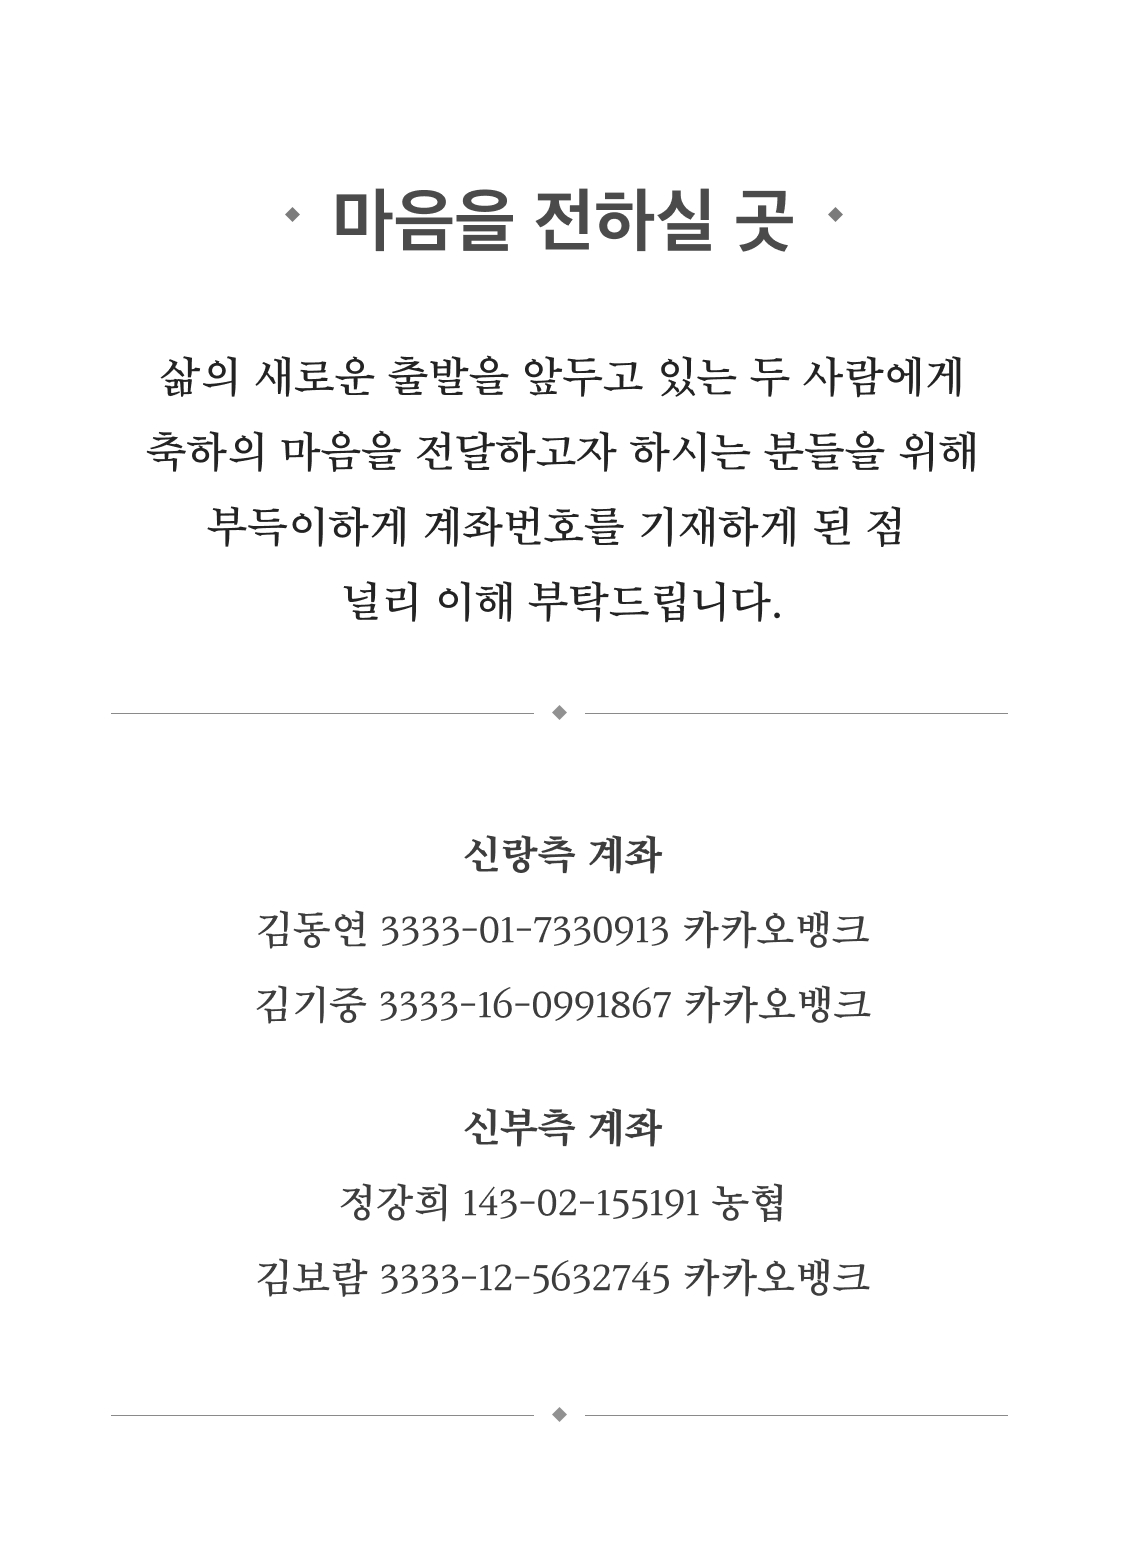 마음을 전하실 곳
삶의 새로운 출발을 앞두고 있는 두 사람에게
축하의 마음을 전달하고자 하시는 분들을 위해
부득이하게 계좌번호를 기재하게 된 점
널리 이해 부탁드립니다.
신랑측 계좌
김동연 3333-01-7330913 카카오뱅크
김기중 3333-16-0991867 카카오뱅크
신부측 계좌
정강희 143-02-155191 농협
김보람 3333-12-5632745 카카오뱅크